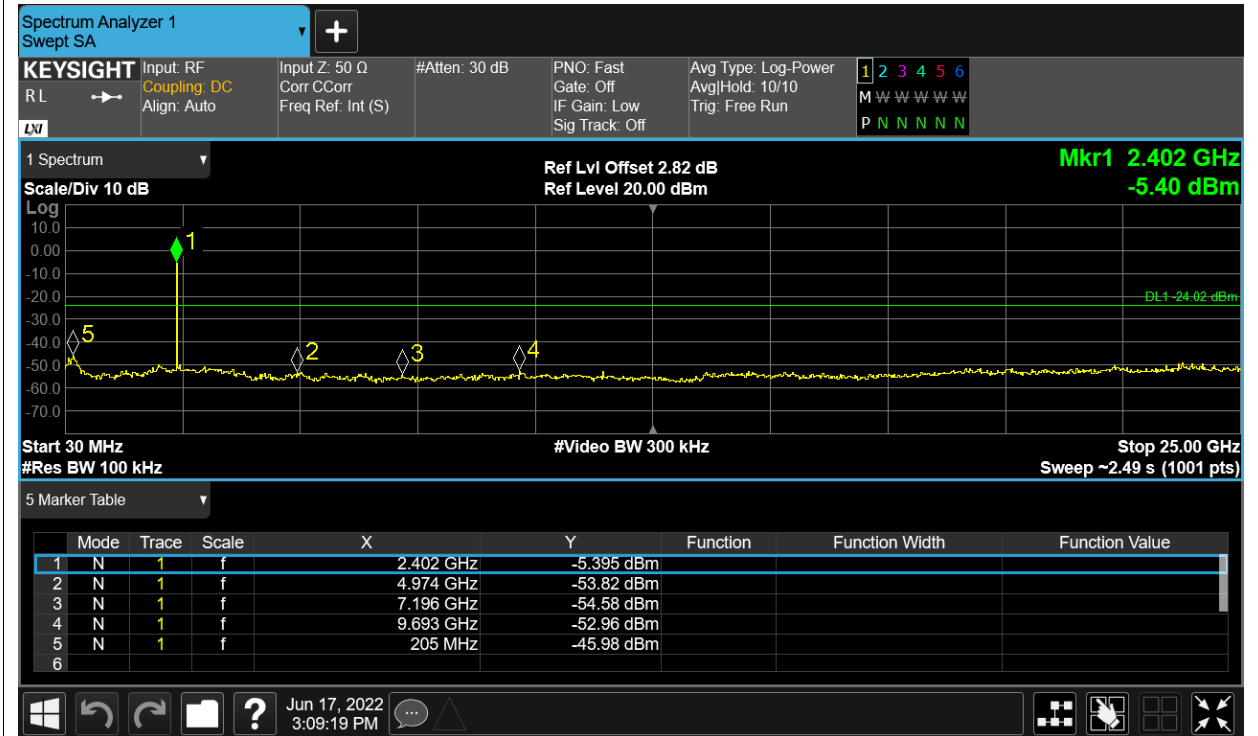 Spectrum Analyzer 1
Swept SA
+
KEYSIGHT Input: RF Input Z: 50 Ω #Atten: 30 dB PNO: Fast Avg Type: Log-Power 1 2 3 4 5 6
R L Coupling: DC Corr CCorr Gate: Off Avg|Hold: 10/10 M W W W W W
Align: Auto Freq Ref: Int (S) IF Gain: Low Trig: Free Run
LXI Sig Track: Off P N N N N N
1 Spectrum Ref Lvl Offset 2.82 dB Mkr1 2.402 GHz
Scale/Div 10 dB Ref Level 20.00 dBm -5.40 dBm
Log
10.0
1
0.00
-10.0
-20.0
DL1 -24.02 dBm
-30.0
5
-40.0
2 3 4
-50.0
-60.0
-70.0
Start 30 MHz #Video BW 300 kHz Stop 25.00 GHz
#Res BW 100 kHz Sweep ~2.49 s (1001 pts)
5 Marker Table
Mode Trace Scale X Y Function Function Width Function Value
1 N 1 f 2.402 GHz -5.395 dBm
2 N 1 f 4.974 GHz -53.82 dBm
3 N 1 f 7.196 GHz -54.58 dBm
4 N 1 f 9.693 GHz -52.96 dBm
5 N 1 f 205 MHz -45.98 dBm
6
? Jun 17, 2022
3:09:19 PM